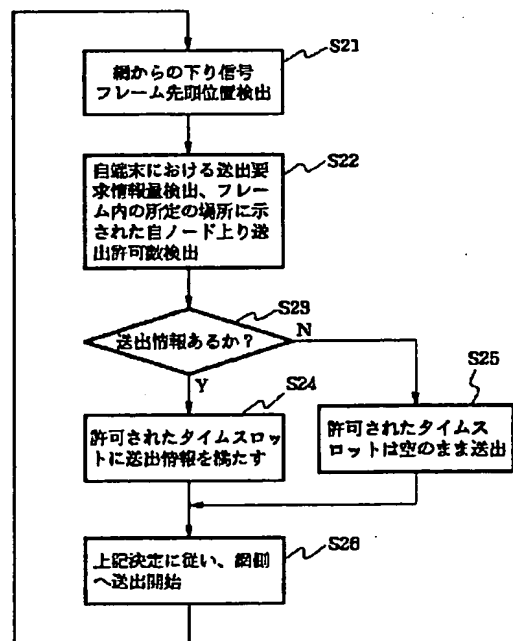 S21
網からの下り信号
フレーム先頭位置検出
S22
自端末における送出要
求情報量検出、フレー
ム内の所定の場所に示
された自ノード上り送
出許可数検出
S23
送出情報あるか?
N
Y
S24
許可されたタイムスロッ
トに送出情報を満たす
S25
許可されたタイムス
ロットは空のまま送出
S26
上記決定に従い、網側
へ送出開始